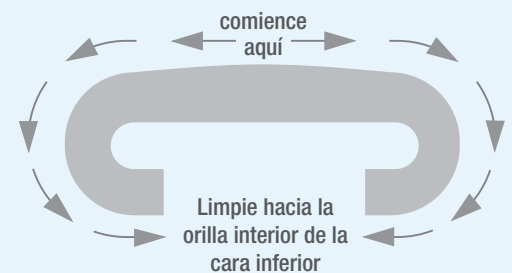 comience
aquí
Limpie hacia la
orilla interior de la
cara inferior